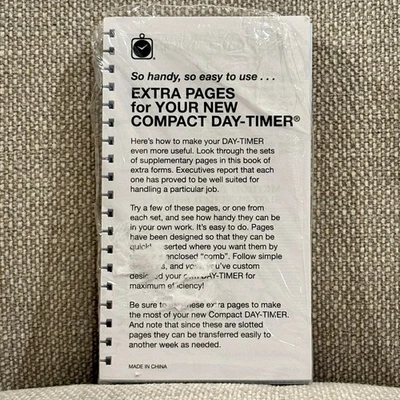 So handy, so easy to use . . .
EXTRA PAGES
for YOUR NEW
COMPACT DAY-TIMER®
Here's how to make your DAY-TIMER
even more useful. Look through the sets
of supplementary pages in this book of
extra forms. Executives report that each
one has proved to be well suited for
handling a particular job.
Try a few of these pages, or one from
each set, and see how handy they can be
in your own work. It's easy to do. Pages
have been designed so that they can be
inserted where you want them by
enclosed "comb". Follow simple
and you've custom
your DAY-TIMER for
maximum efficiency!
Be sure to these extra pages to make
the most of your new Compact DAY-TIMER.
And note that since these are slotted
pages they can be transferred easily to
another week as needed.
MADE IN CHINA